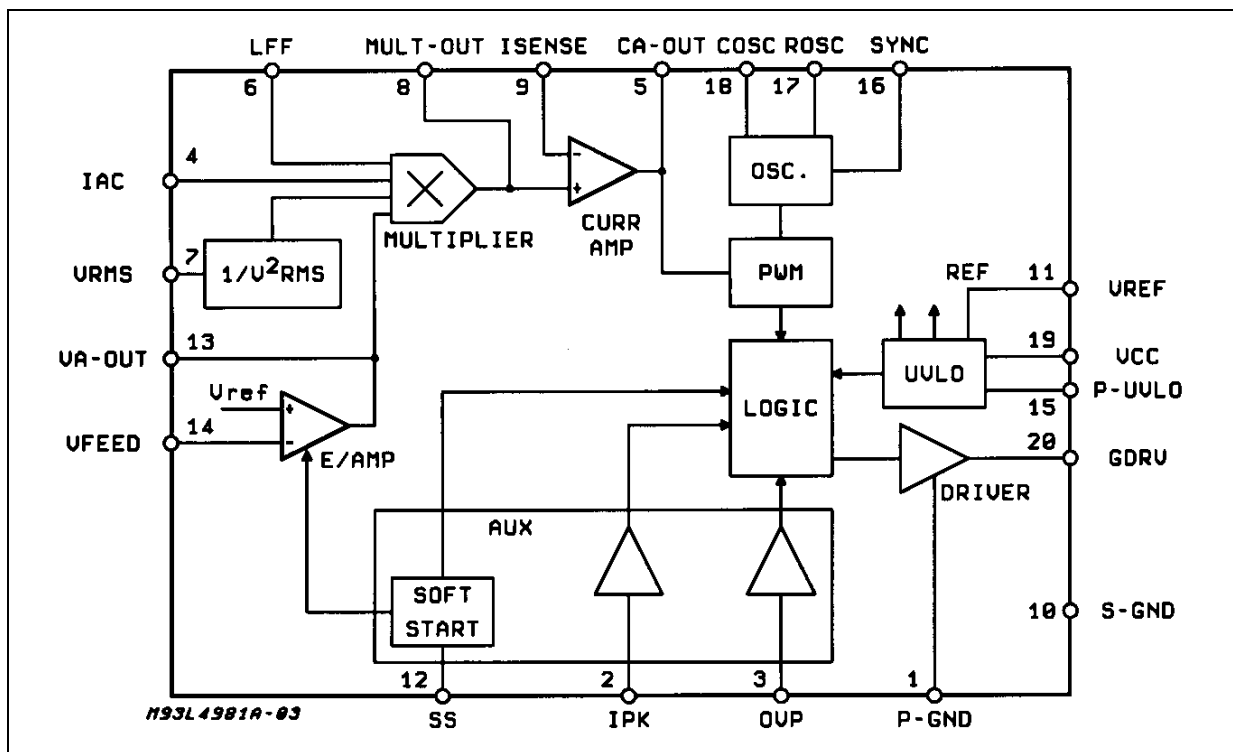 LFF MULT-OUT ISENSE CA-OUT COSC ROSC SYNC
6 8 9 5 18 17 16
4
IAC
OSC.
- +
CURR
AMP
MULTIPLIER
7
VRMS
1/V²RMS
PWM
REF 11
VREF
13
VA-OUT
19
VCC
UVLO
P-UVLO
15
Vref
+ -
14
VFEED
E/AMP
LOGIC
20
GDRV
DRIVER
AUX
SOFT
START
10 S-GND
12 2 3 1
M93L4981A-03
SS IPK OVP P-GND